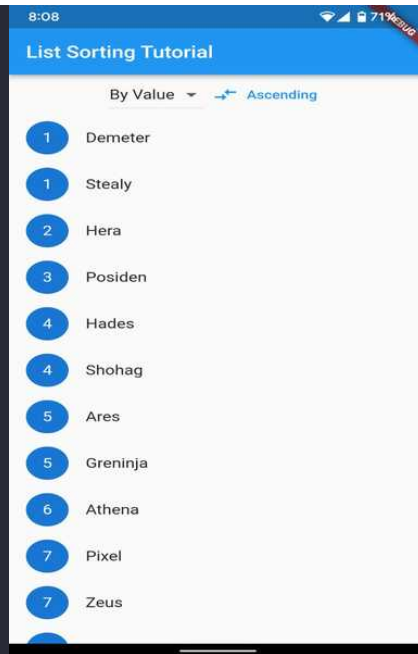 8:08 71%
DEBUG
List Sorting Tutorial
By Value Ascending
1 Demeter
1 Stealy
2 Hera
3 Posiden
4 Hades
4 Shohag
5 Ares
5 Greninja
6 Athena
7 Pixel
7 Zeus